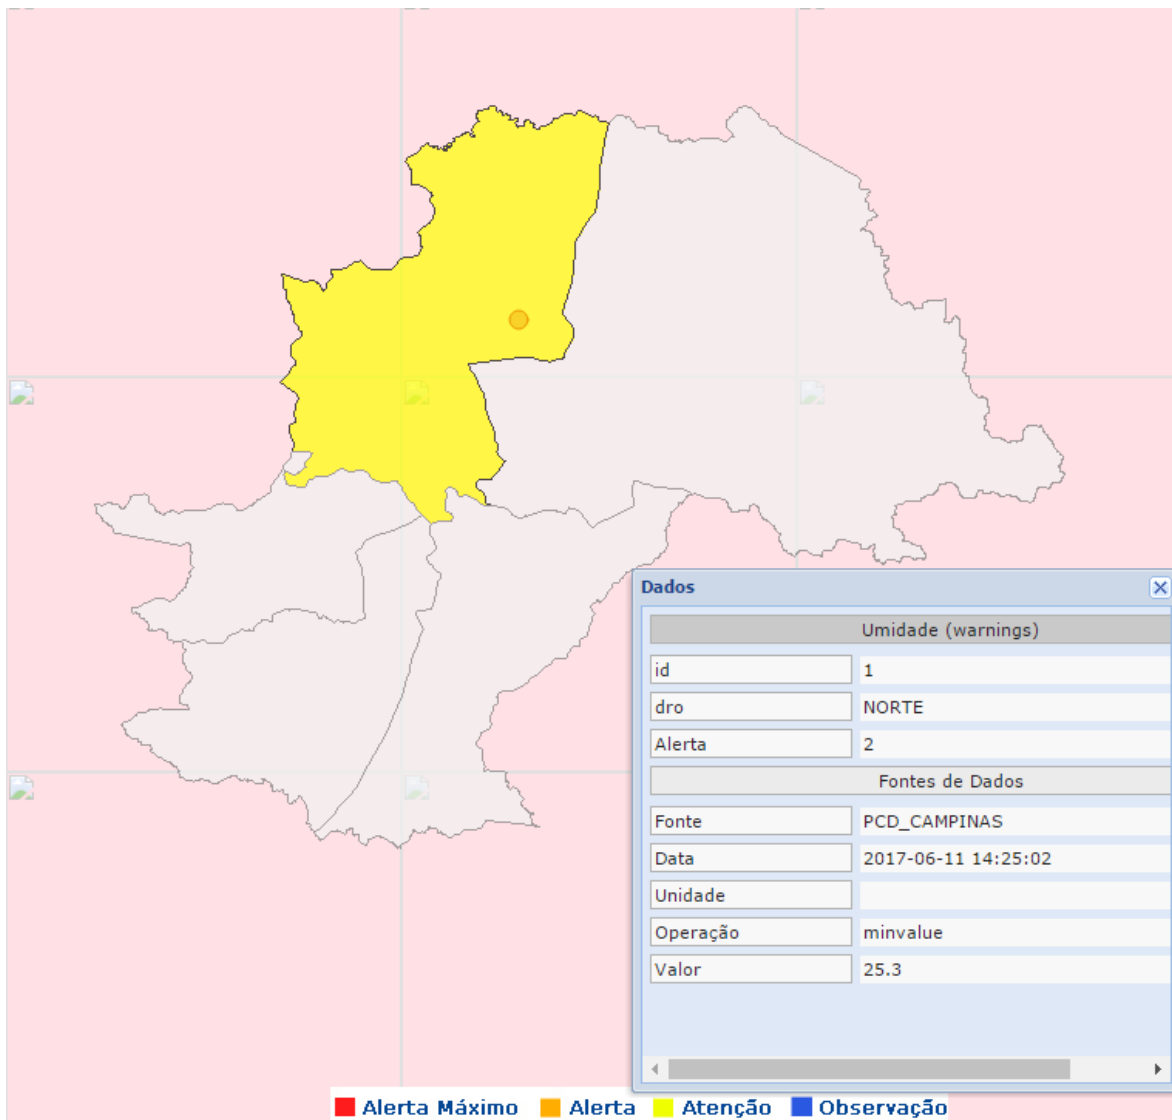 Dados
Umidade (warnings)
id 1
dro NORTE
Alerta 2
Fontes de Dados
Fonte PCD_CAMPINAS
Data 2017-06-11 14:25:02
Unidade
Operação minvalue
Valor 25.3
Alerta Máximo Alerta Atenção Observação